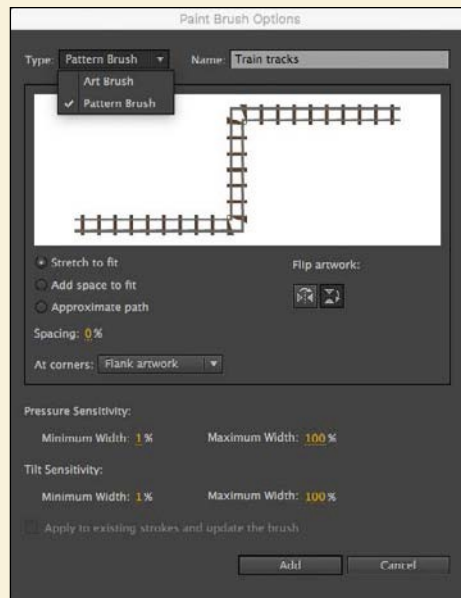 Paint Brush Options
Type: Pattern Brush Name: Train tracks
Art Brush
Pattern Brush
Stretch to fit
Flip artwork:
Add space to fit
Approximate path
Spacing: 0 %
At corners: Flank artwork
Pressure Sensitivity:
Minimum Width: 1 % Maximum Width: 100 %
Tilt Sensitivity:
Minimum Width: 1 % Maximum Width: 100 %
Apply to existing strokes and update the brush
Add Cancel